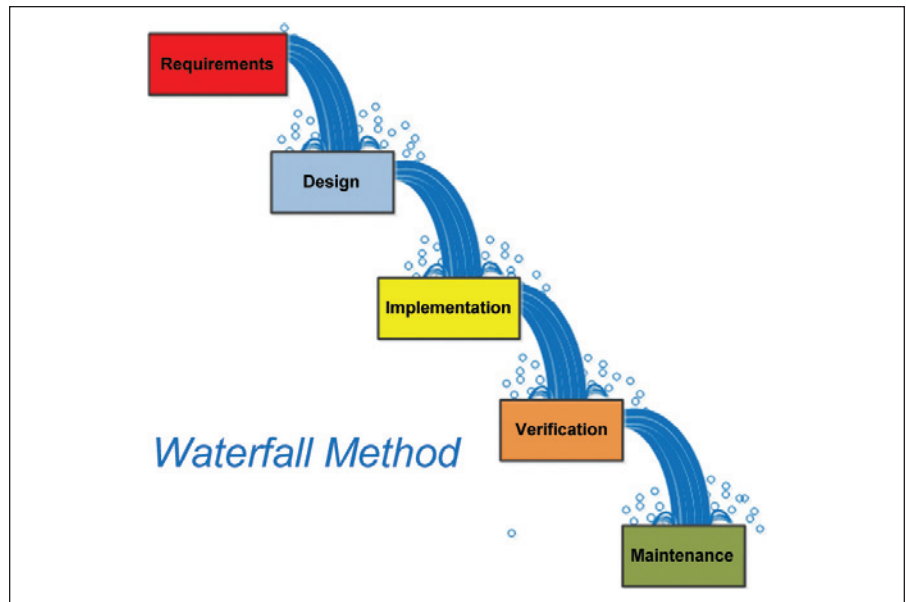 Requirements
Design
Implementation
Verification
Waterfall Method
Maintenance